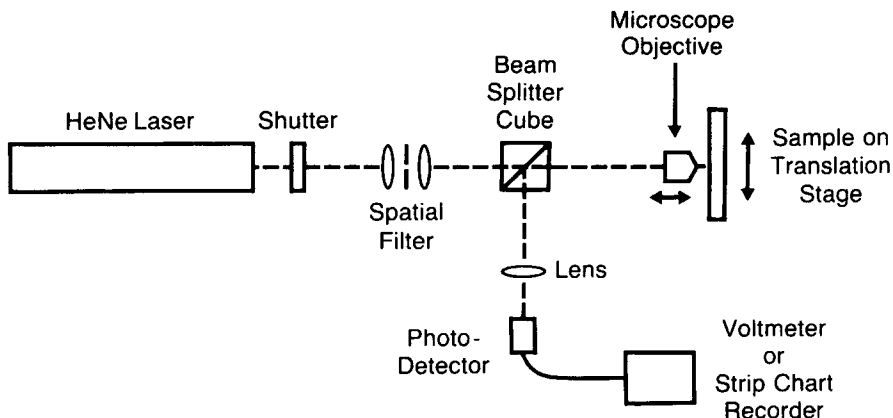 Microscope
Objective
Beam
Splitter
Cube
HeNe Laser
Shutter
Sample on
Translation
Stage
Spatial
Filter
Lens
Photo-
Detector
Voltmeter
or
Strip Chart
Recorder